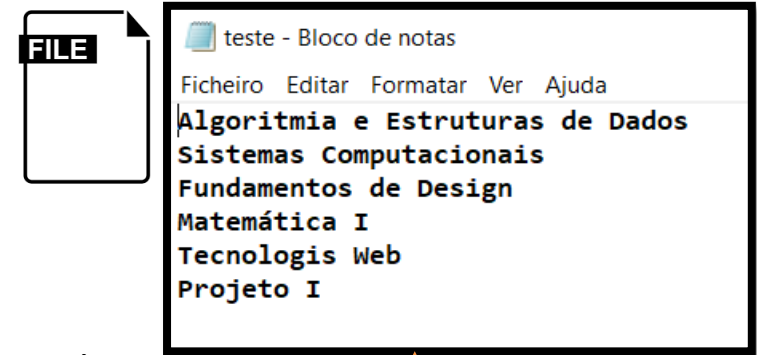 FILE
teste - Bloco de notas
Ficheiro Editar Formatar Ver Ajuda
Algoritmia e Estruturas de Dados
Sistemas Computacionais
Fundamentos de Design
Matemática I
Tecnologis Web
Projeto I